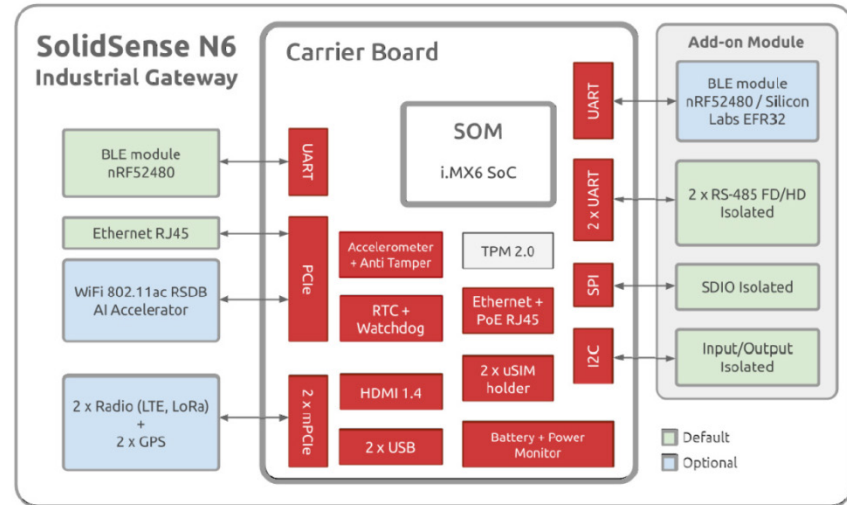 SolidSense N6
Industrial Gateway
BLE module
nRF52480
Ethernet RJ45
WiFi 802.11ac RSDB
AI Accelerator
2 x Radio (LTE, LoRa)
+
2 x GPS
Carrier Board
UART
PCIe
2 x mPCIe
SOM
i.MX6 SoC
Accelerometer
+ Anti Tamper
TPM 2.0
RTC +
Watchdog
Ethernet +
PoE RJ45
HDMI 1.4
2 x uSIM
holder
2 x USB
Battery + Power
Monitor
UART
2 x UART
SPI
I2C
Add-on Module
BLE module
nRF52480 / Silicon
Labs EFR32
2 x RS-485 FD/HD
Isolated
SDIO Isolated
Input/Output
Isolated
Default
Optional